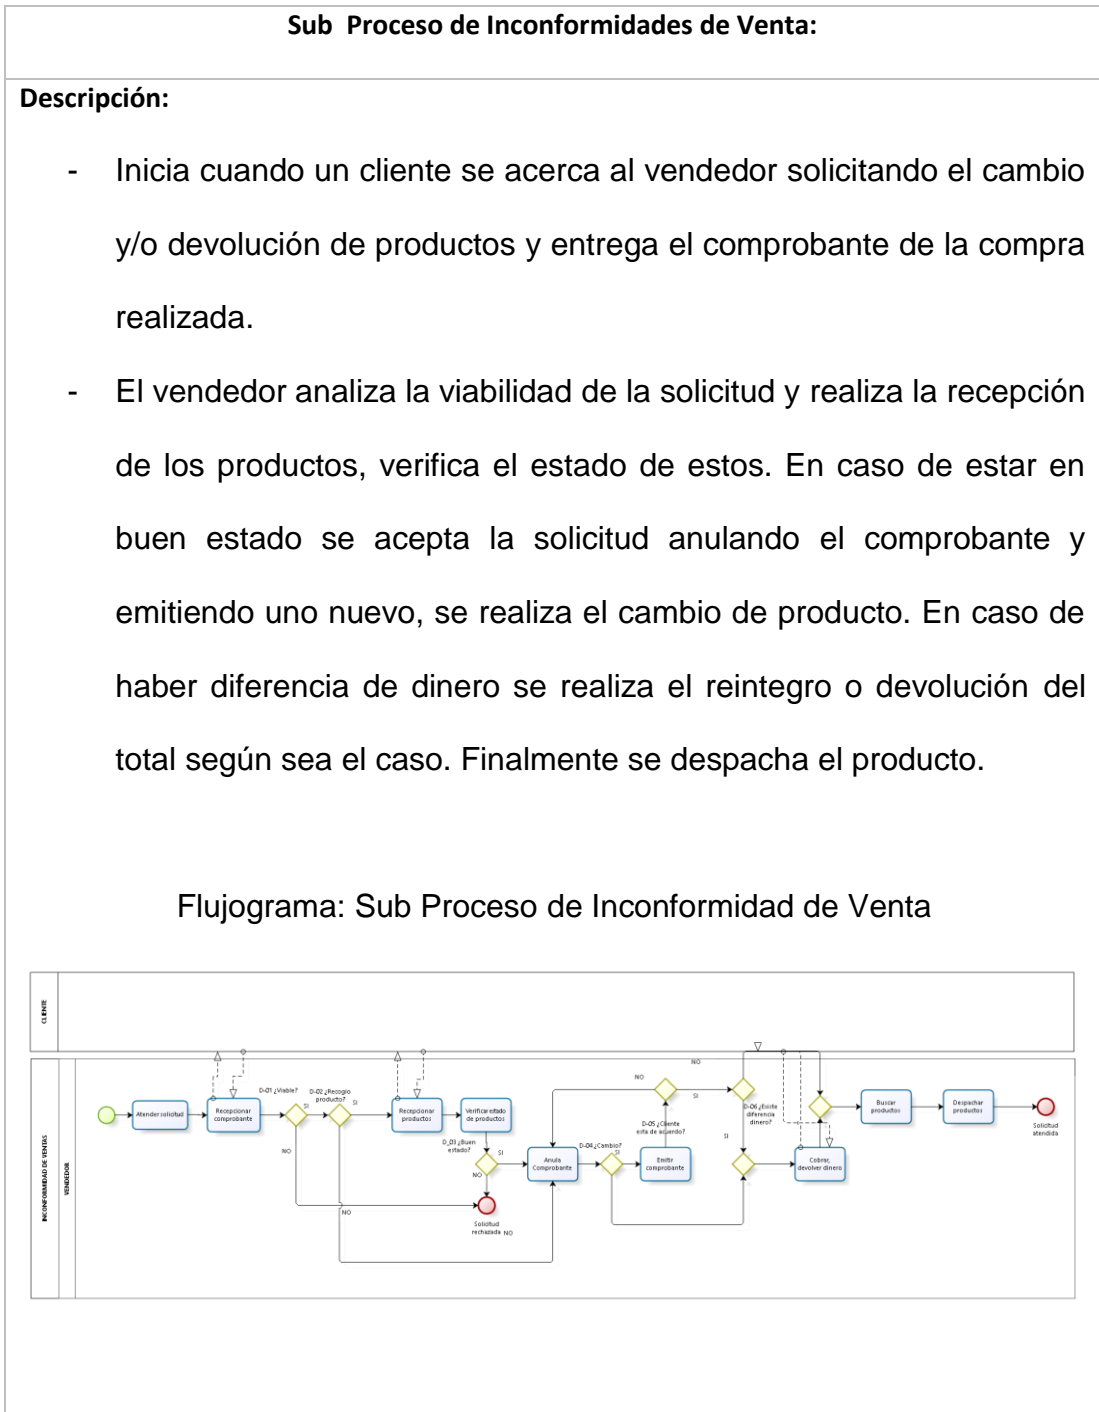 Sub Proceso de Inconformidades de Venta:
Descripción:
- Inicia cuando un cliente se acerca al vendedor solicitando el cambio
y/o devolución de productos y entrega el comprobante de la compra
realizada.
- El vendedor analiza la viabilidad de la solicitud y realiza la recepción
de los productos, verifica el estado de estos. En caso de estar en
buen estado se acepta la solicitud anulando el comprobante y
emitiendo uno nuevo, se realiza el cambio de producto. En caso de
haber diferencia de dinero se realiza el reintegro o devolución del
total según sea el caso. Finalmente se despacha el producto.
Flujograma: Sub Proceso de Inconformidad de Venta
CLIENTE
INCONFORMIDAD DE VENTAS
VENDEDOR
Atender solicitud
Recepcionar
comprobante
D-01 ¿Viable?
SI
NO
D-02 ¿Recogio
producto?
SI
NO
Recepcionar
productos
Verificar etado
de productos
D_03 ¿Buen
estado?
SI
NO
Solicitud
rechazada
NO
Anula
Comprobante
D-04 ¿Cambio?
SI
Emitir
comprobante
D-05 ¿Cliente
está de acuerdo?
NO
SI
NO
D-06 ¿Existe
diferencia
dinero?
SI
Cobrar,
devolver dinero
Buscar
productos
Despachar
productos
Solicitud
atendida